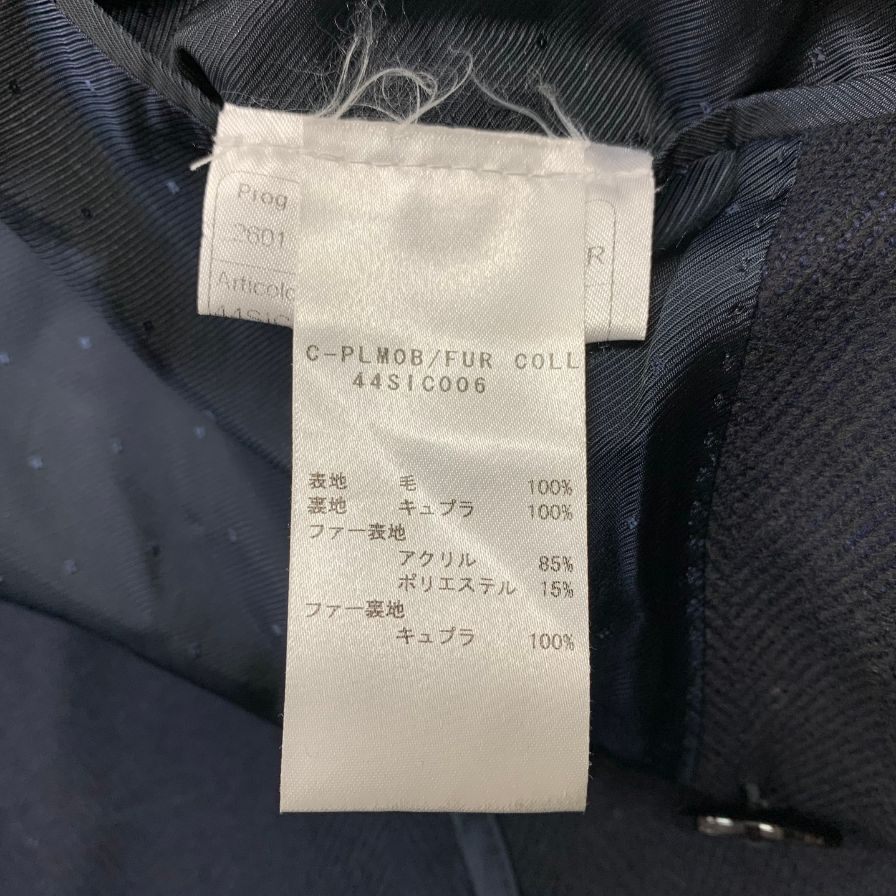 Prog
2601
R
Articolo
44SIC
C-PLMOB/FUR COLL
44SIC006
表地 毛 100%
裏地 キュプラ 100%
ファー表地
アクリル 85%
ポリエステル 15%
ファー裏地
キュプラ 100%